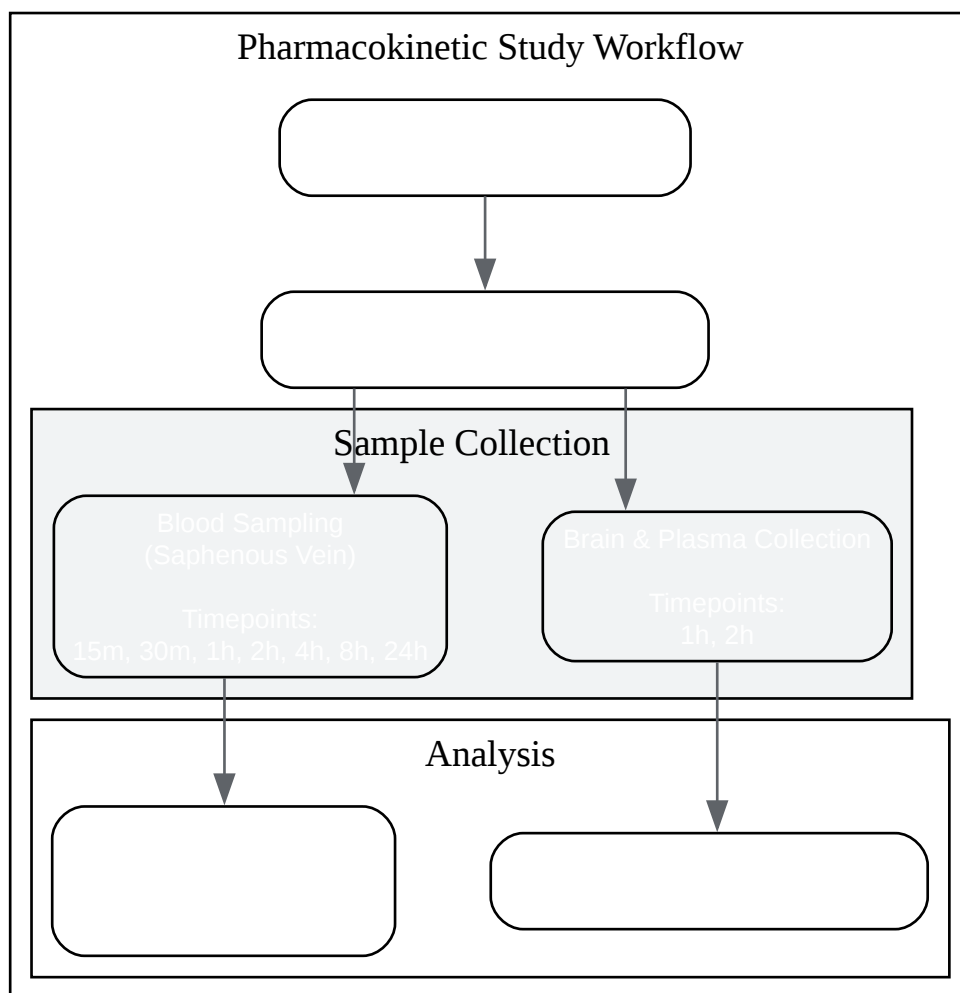 Pharmacokinetic Study Workflow
Sample Collection
Blood Sampling
(Saphenous Vein)
Timepoints:
15m, 30m, 1h, 2h, 4h, 8h, 24h
Brain & Plasma Collection
Timepoints:
1h, 2h
Analysis